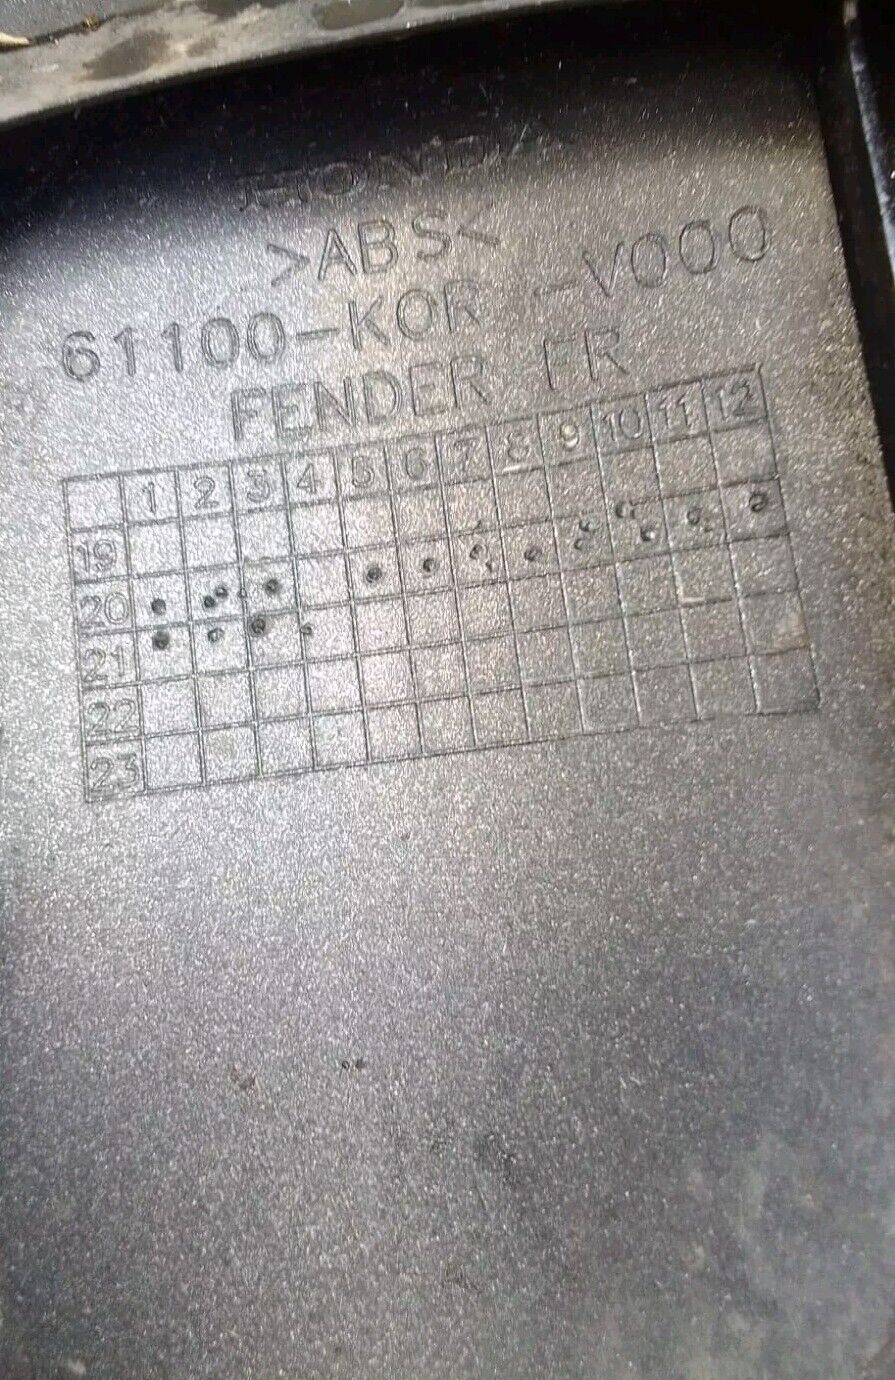 HONDA
>ABS<
61100-K0R -V000
FENDER FR
1 2 3 4 5 6 7 8 9 10 11 12
19
20
21
22
23